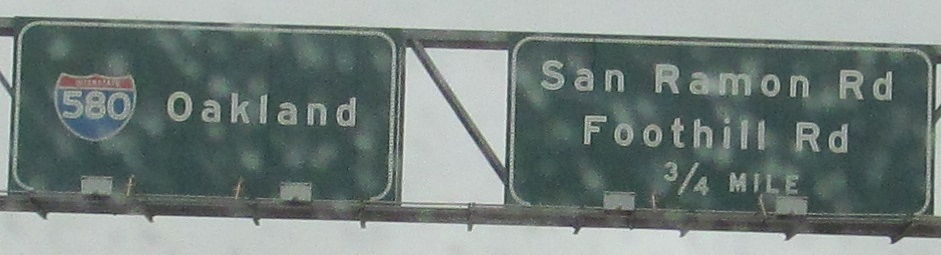 INTERSTATE
580
Oakland
San Ramon Rd
Foothill Rd
3/4 MILE